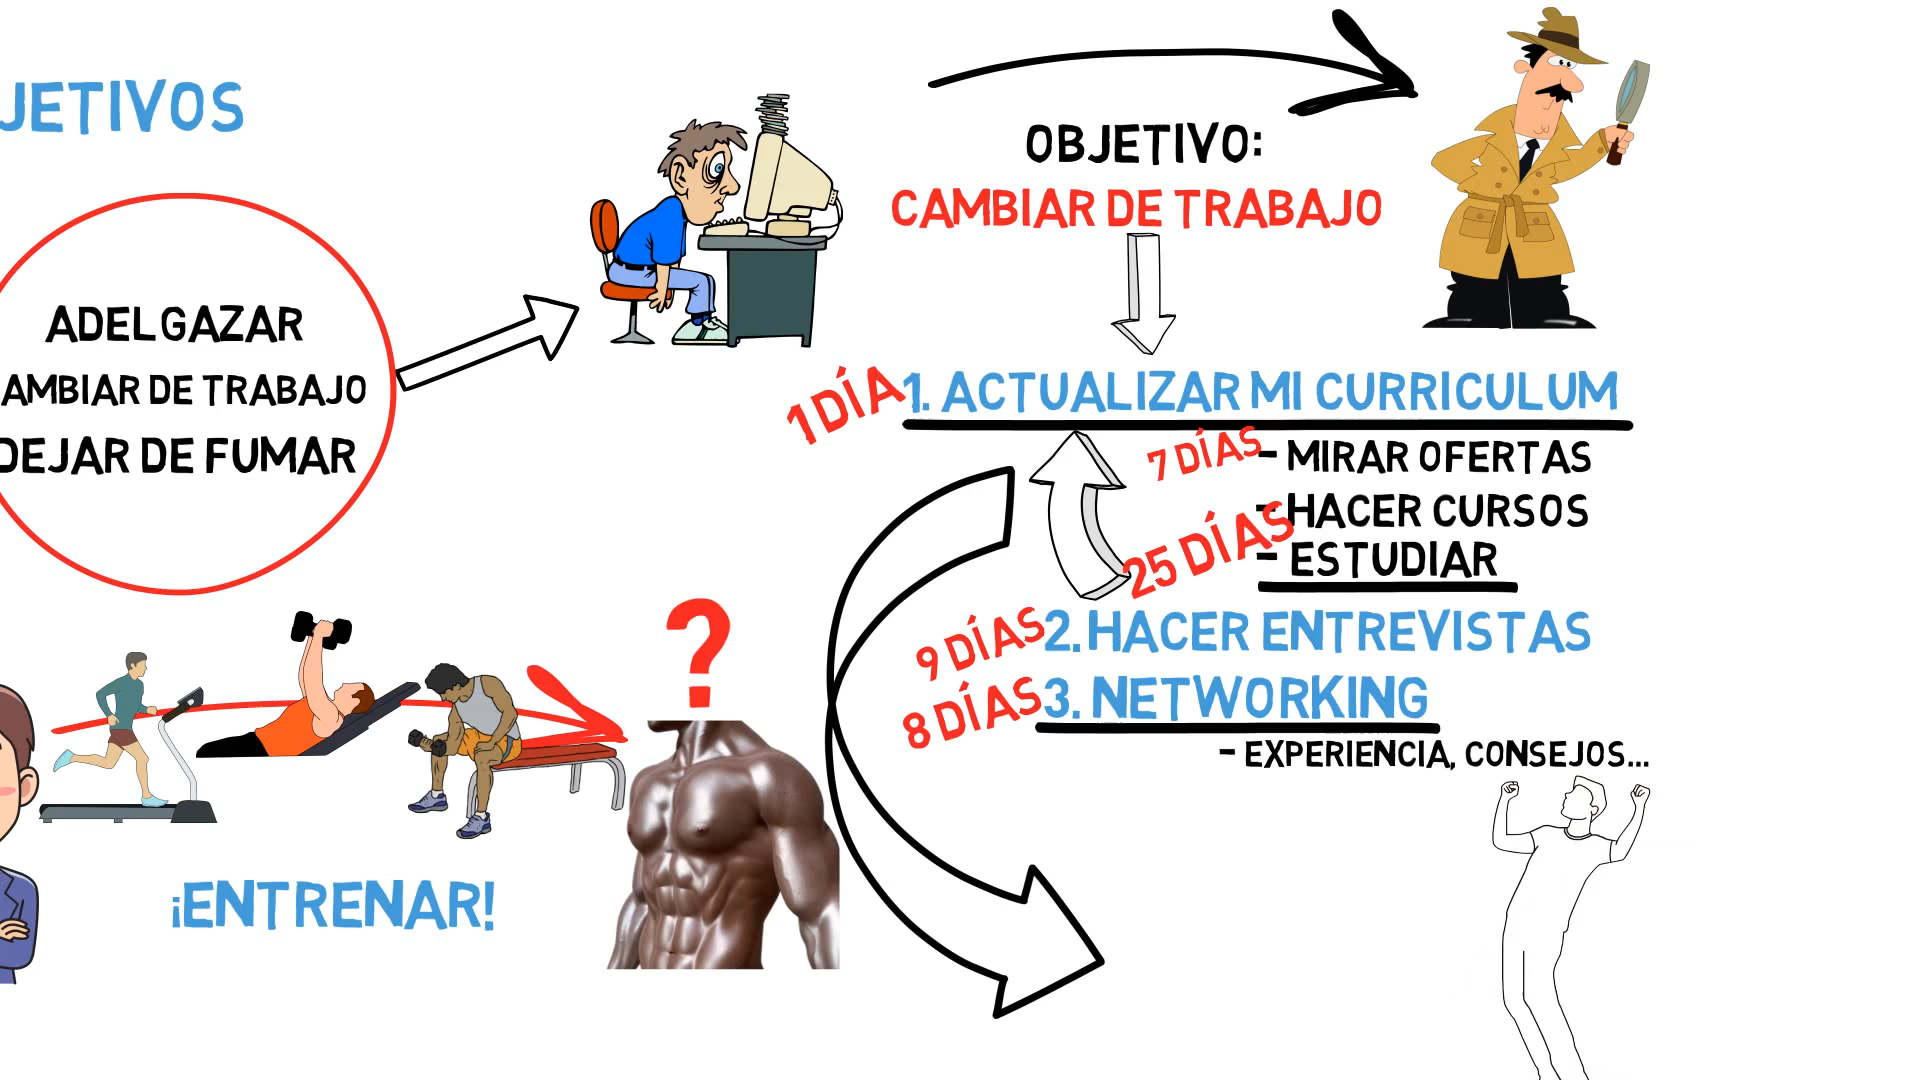 JETIVOS
ADELGAZAR
AMBIAR DE TRABAJO
DEJAR DE FUMAR
¡ENTRENAR!
?
OBJETIVO:
CAMBIAR DE TRABAJO
1 DÍA 1. ACTUALIZAR MI CURRICULUM
7 DÍAS - MIRAR OFERTAS
- HACER CURSOS
25 DÍAS - ESTUDIAR
9 DÍAS 2. HACER ENTREVISTAS
8 DÍAS 3. NETWORKING
- EXPERIENCIA, CONSEJOS...